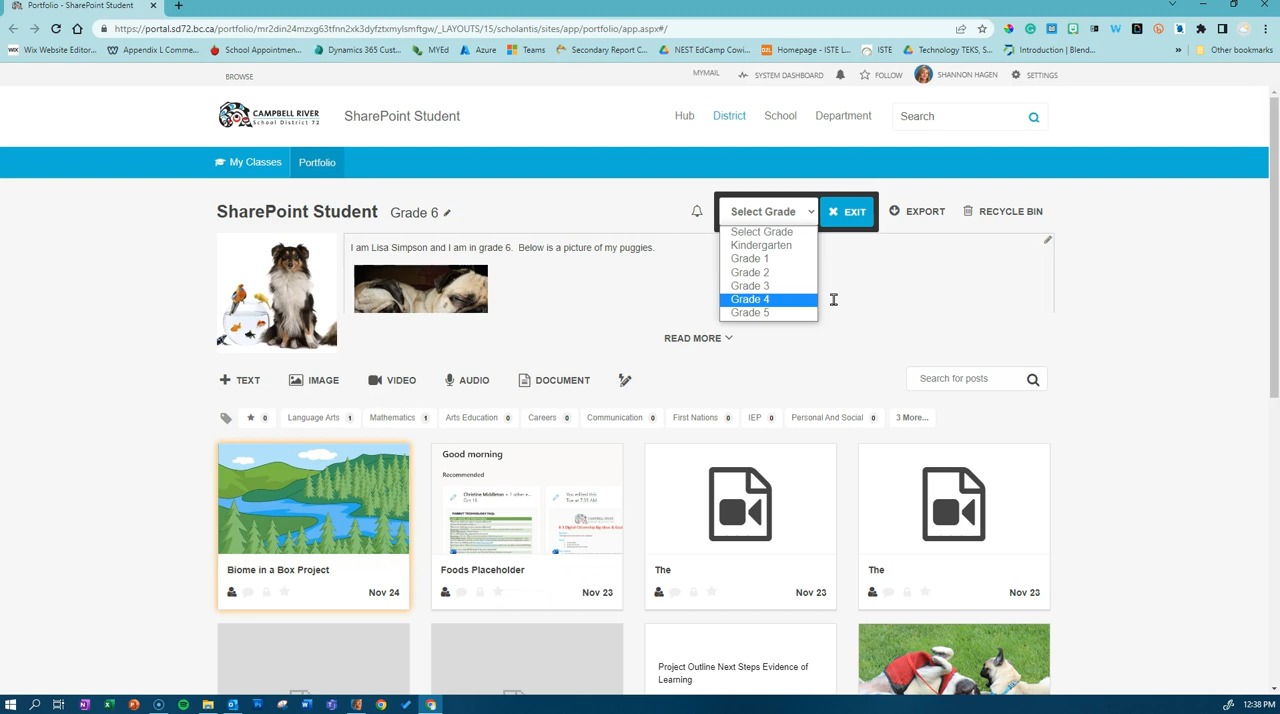 Portfolio - portal.sd72.bc.ca
https://portal.sd72.bc.ca/portfolio/mr2din24mzxg63tfnn2xk3dyfztxmylsmftgw/_LAYOUTS/15/scholantis/sites/app/portfolio/app.aspx#/
Wix Website Editor... Appendix L Comme... School Appointment... Dynamics 365 Cust... MYEd Azure Teams Secondary Report C... NEST EdCamp Cowi... Homepage - ISTE L... ISTE Technology TEKS, S... Introduction | Blend... » Other bookmarks
BROWSE MYMAIL SYSTEM DASHBOARD FOLLOW SHANNON HAGEN SETTINGS
CAMPBELL RIVER
School District 72
SharePoint Student Hub District School Department Search
My Classes Portfolio
SharePoint Student Grade 6 Select Grade EXIT EXPORT RECYCLE BIN
Select Grade
Kindergarten
Grade 1
Grade 2
Grade 3
Grade 4
Grade 5
I am Lisa Simpson and I am in grade 6. Below is a picture of my puggies.
READ MORE
TEXT IMAGE VIDEO AUDIO DOCUMENT Search for posts
0 Language Arts 1 Mathematics 1 Arts Education 0 Careers 0 Communication 0 First Nations 0 IEP 0 Personal And Social 0 3 More...
Good morning
Recommended
Biome in a Box Project
Nov 24
Foods Placeholder
Nov 23
The
Nov 23
The
Nov 23
Project Outline Next Steps Evidence of
Learning
12:38 PM